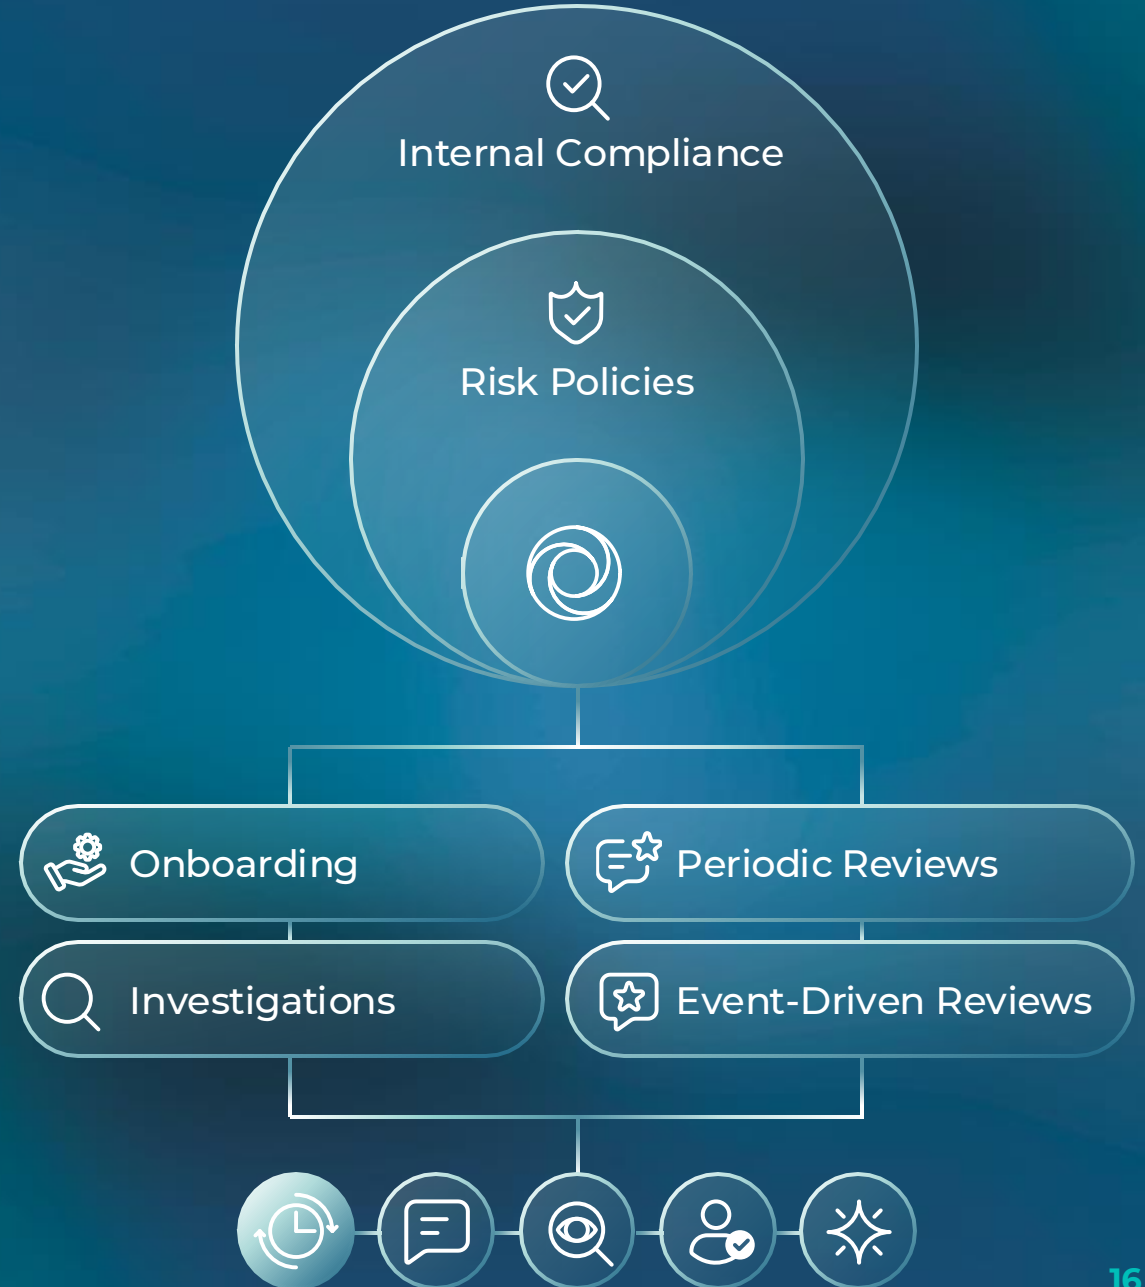 Internal Compliance
Risk Policies
Onboarding
Periodic Reviews
Investigations
Event-Driven Reviews
16